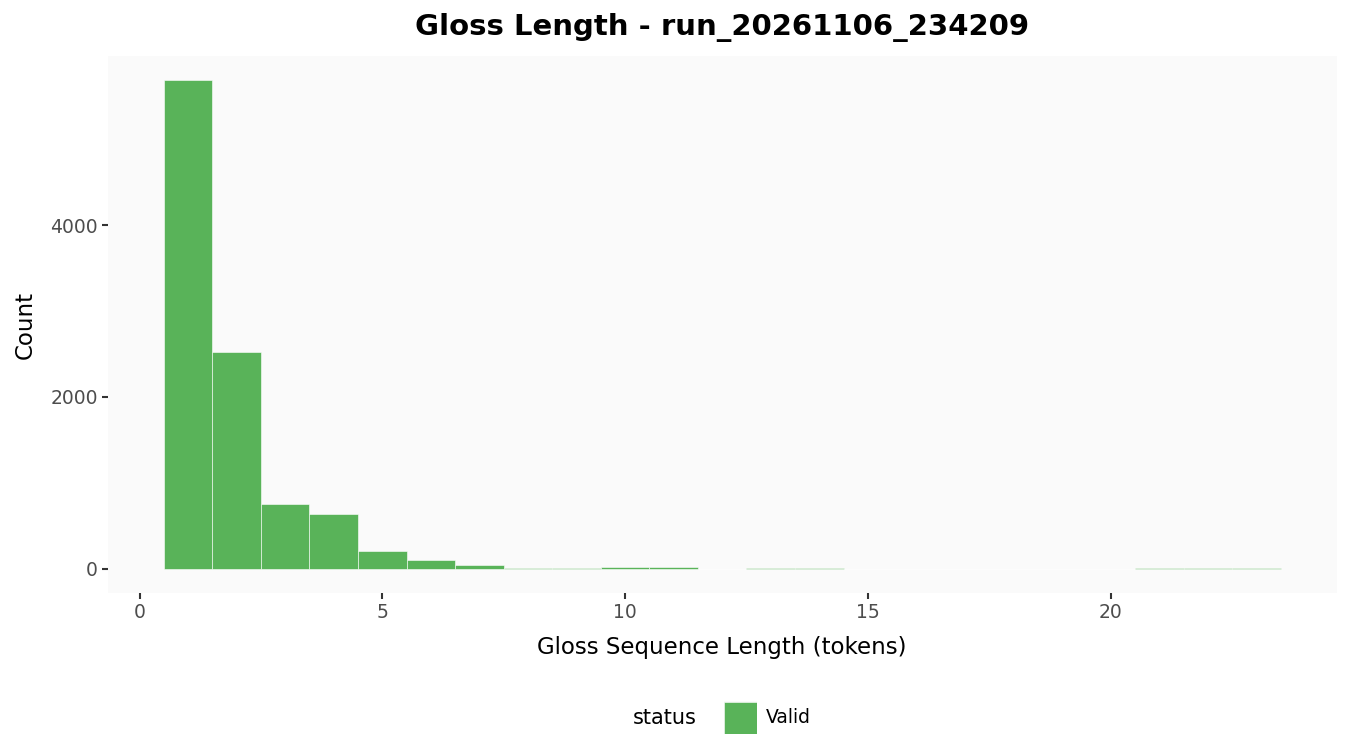 Gloss Length - run_20261106_234209
Count
4000
2000
0
0 5 10 15 20
Gloss Sequence Length (tokens)
status Valid